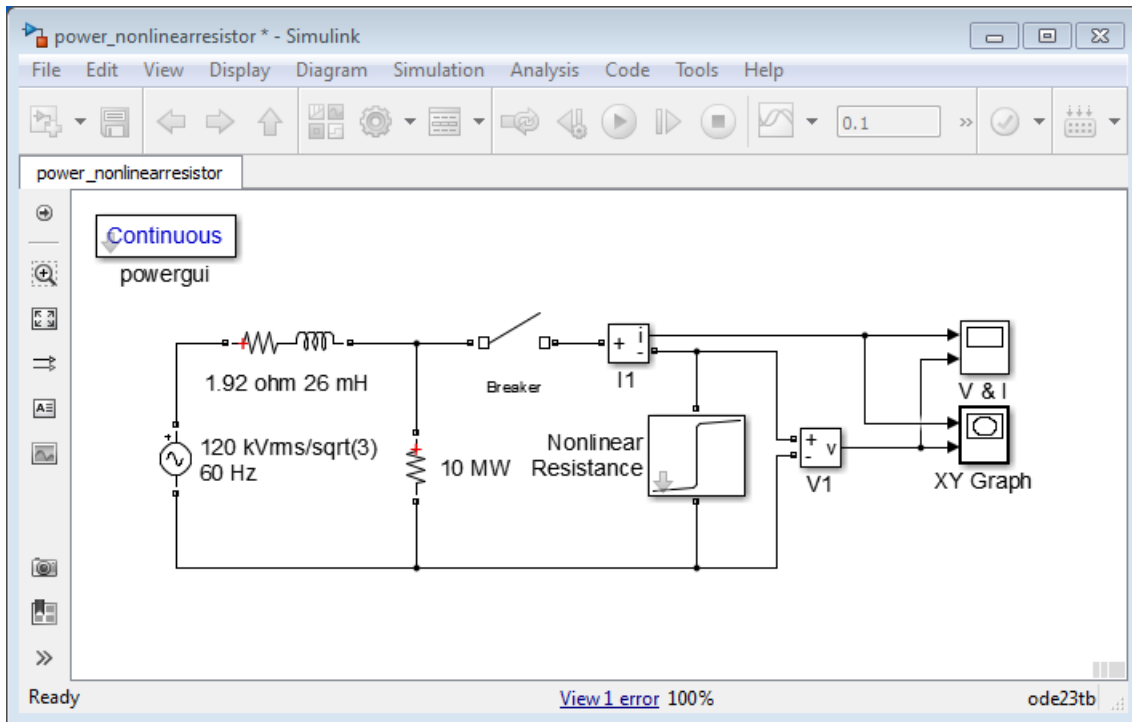 power_nonlinearresistor * - Simulink
File Edit View Display Diagram Simulation Analysis Code Tools Help
0.1
»
power_nonlinearresistor
Continuous
powergui
1.92 ohm 26 mH
Breaker
+ i
-
I1
V & I
120 kVrms/sqrt(3)
60 Hz
+
10 MW
Nonlinear
Resistance
+
- v
V1
XY Graph
A
»
Ready View 1 error 100% ode23tb